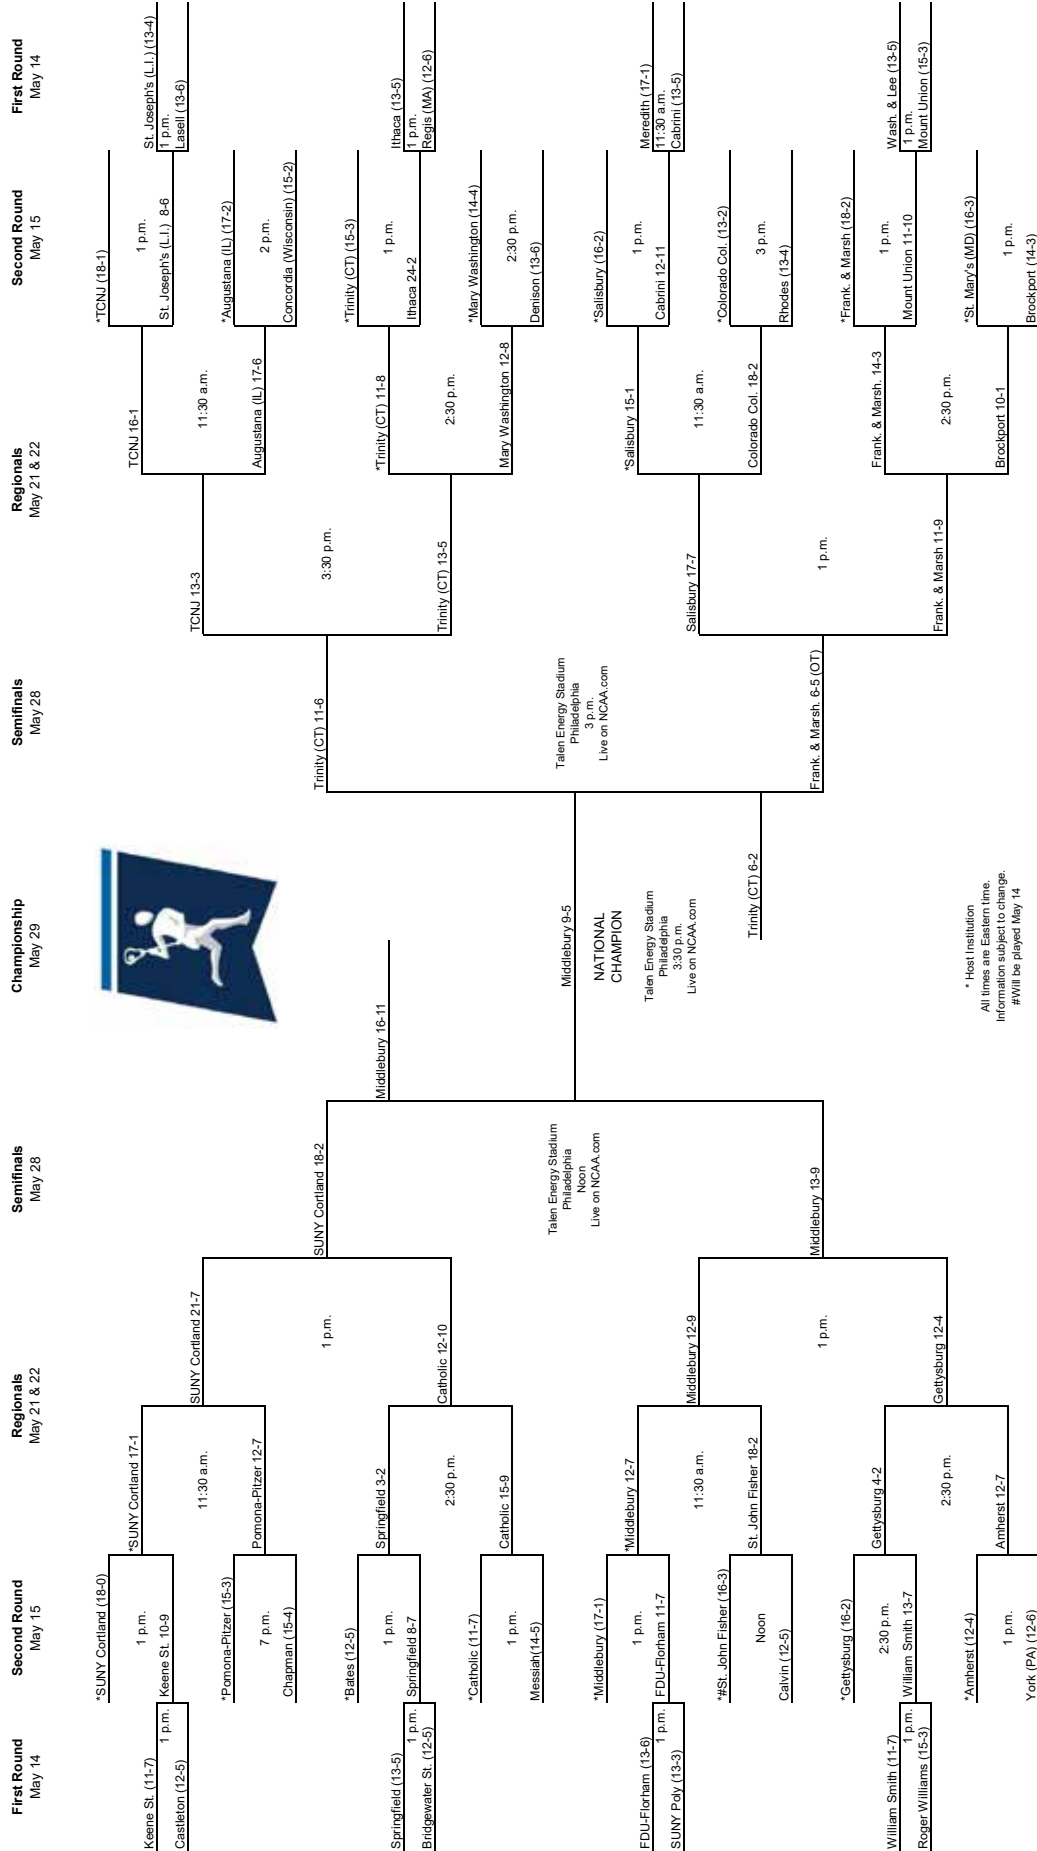 First Round
May 14
Second Round
May 15
Regionals
May 21 & 22
Semifinals
May 28
Championship
May 29
Semifinals
May 28
Regionals
May 21 & 22
Second Round
May 15
First Round
May 14
Keene St. (11-7)
1 p.m.
Castleton (12-5)
Springfield (13-5)
1 p.m.
Bridgewater St. (12-5)
FDU-Florham (13-6)
1 p.m.
SUNY Poly (13-3)
William Smith (11-7)
1 p.m.
Roger Williams (15-3)
*SUNY Cortland (18-0)
1 p.m.
Keene St. 10-9
*Pomona-Pitzer (15-3)
7 p.m.
Chapman (15-4)
*Bates (12-5)
1 p.m.
Springfield 8-7
*Catholic (11-7)
1 p.m.
Messiah(14-5)
*Middlebury (17-1)
1 p.m.
FDU-Florham 11-7
*#St. John Fisher (16-3)
Noon
Calvin (12-5)
*Gettysburg (16-2)
2:30 p.m.
William Smith 13-7
*Amherst (12-4)
1 p.m.
York (PA) (12-6)
*SUNY Cortland 17-1
11:30 a.m.
Pomona-Pitzer 12-7
Springfield 3-2
2:30 p.m.
Catholic 15-9
*Middlebury 12-7
11:30 a.m.
St. John Fisher 18-2
Gettysburg 4-2
2:30 p.m.
Amherst 12-7
SUNY Cortland 21-7
1 p.m.
Catholic 12-10
Middlebury 12-9
1 p.m.
Gettysburg 12-4
SUNY Cortland 18-2
Talen Energy Stadium
Philadelphia
Noon
Live on NCAA.com
Middlebury 13-9
Middlebury 16-11
Middlebury 9-5
NATIONAL
CHAMPION
Talen Energy Stadium
Philadelphia
3:30 p.m.
Live on NCAA.com
Trinity (CT) 6-2
* Host Institution
All times are Eastern time.
Information subject to change.
#Will be played May 14
Trinity (CT) 11-6
Talen Energy Stadium
Philadelphia
3 p.m.
Live on NCAA.com
Frank. & Marsh. 6-5 (OT)
TCNJ 13-3
3:30 p.m.
Trinity (CT) 13-5
Salisbury 17-7
1 p.m.
Frank. & Marsh 11-9
TCNJ 16-1
11:30 a.m.
Augustana (IL) 17-6
*Trinity (CT) 11-8
2:30 p.m.
Mary Washington 12-8
*Salisbury 15-1
11:30 a.m.
Colorado Col. 18-2
Frank. & Marsh. 14-3
2:30 p.m.
Brockport 10-1
*TCNJ (18-1)
1 p.m.
St. Joseph's (L.I.) 8-6
*Augustana (IL) (17-2)
2 p.m.
Concordia (Wisconsin) (15-2)
*Trinity (CT) (15-3)
1 p.m.
Ithaca 24-2
*Mary Washington (14-4)
2:30 p.m.
Denison (13-6)
*Salisbury (16-2)
1 p.m.
Cabrini 12-11
*Colorado Col. (13-2)
3 p.m.
Rhodes (13-4)
*Frank. & Marsh (18-2)
1 p.m.
Mount Union 11-10
*St. Mary's (MD) (16-3)
1 p.m.
Brockport (14-3)
St. Joseph's (L.I.) (13-4)
1 p.m.
Lasell (13-6)
Ithaca (13-5)
1 p.m.
Regis (MA) (12-6)
Meredith (17-1)
11:30 a.m.
Cabrini (13-5)
Wash. & Lee (13-5)
1 p.m.
Mount Union (15-3)